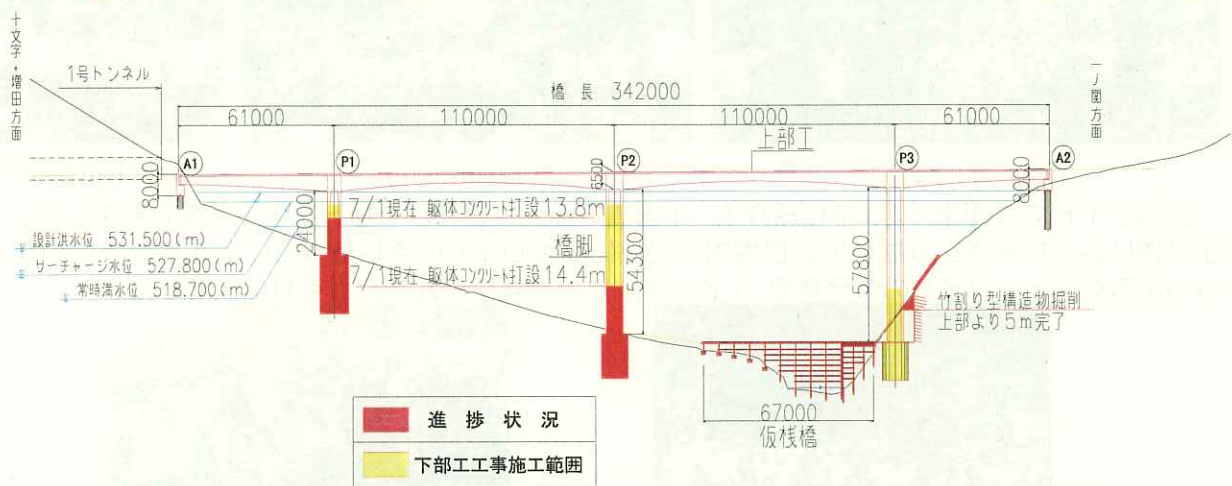 十文字・増田方面
1号トンネル
橋長 342000
一ノ関方面
61000
110000
110000
61000
上部工
A1
P1
P2
P3
A2
8000
6500
8000
7/1現在 躯体コンクリート打設13.8m
設計洪水位 531.500(m)
橋脚
サーチャージ水位 527.800(m)
7/1現在 躯体コンクリート打設14.4m
54300
57800
常時満水位 518.700(m)
竹割り型構造物掘削
上部より5m完了
67000
仮桟橋
進捗状況
下部工工事施工範囲